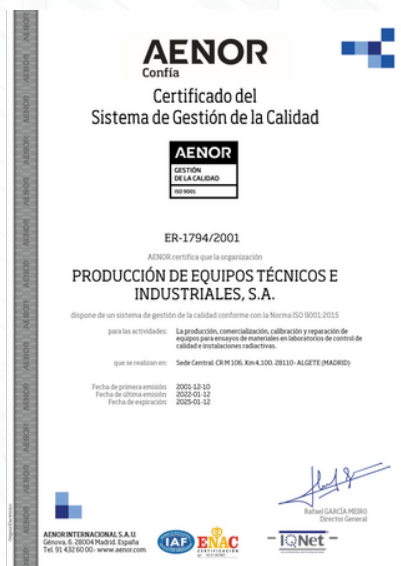 AENOR
Confía
Certificado del
Sistema de Gestión de la Calidad
AENOR
GESTIÓN
DE LA CALIDAD
ISO 9001
ER-1794/2001
AENOR certifica que la organización
PRODUCCIÓN DE EQUIPOS TÉCNICOS E
INDUSTRIALES, S.A.
dispone de un sistema de gestión de la calidad conforme con la Norma ISO 9001:2015
para las actividades: La producción, comercialización, calibración y reparación de
equipos para ensayos de materiales en laboratorios de control de
calidad e instalaciones radiactivas.
que se realizan en: Sede Central: CR M 106, Km 4,100. 28110 - ALGETE (MADRID)
Fecha de primera emisión: 2001-12-10
Fecha de última emisión: 2022-01-12
Fecha de expiración: 2025-01-12
Rafael GARCÍA MEIRO
Director General
AENOR INTERNACIONAL S.A.U.
Génova, 6. 28004 Madrid. España
Tel. 91 432 60 00.- www.aenor.com
IAF
ENAC
CERTIFICACIÓN
IQNet